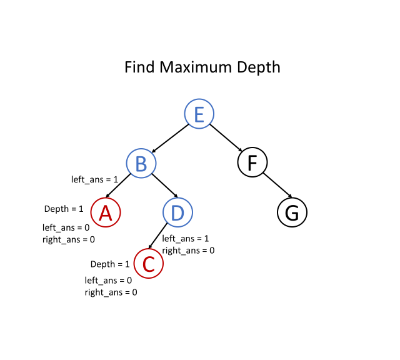 Find Maximum Depth
E
B
F
left_ans = 1
Depth = 1
A
D
G
left_ans = 0
right_ans = 0
left_ans = 1
right_ans = 0
Depth = 1
C
left_ans = 0
right_ans = 0